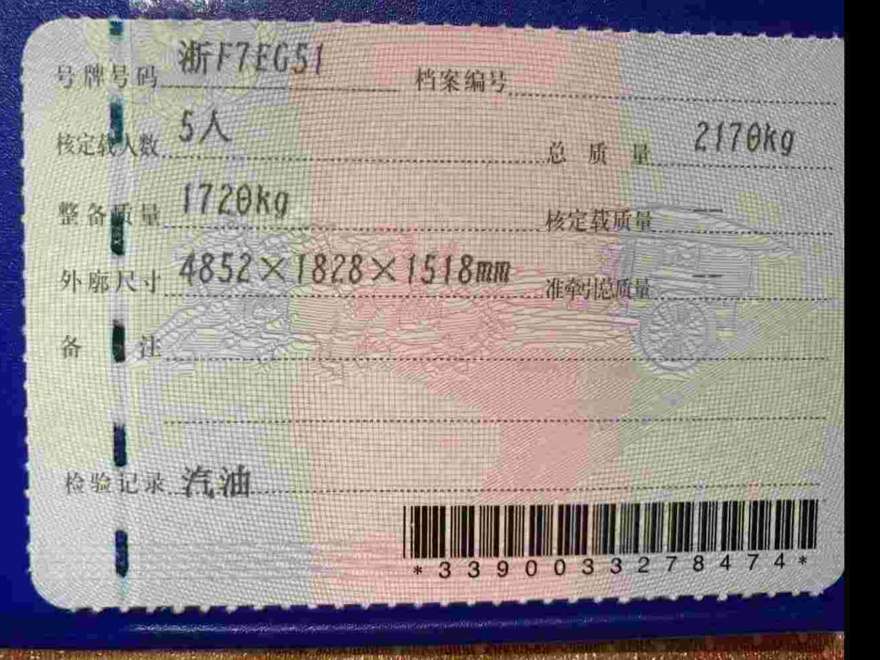 号牌号码 浙F7EG51 档案编号
核定载人数 5人 总质量 2170kg
整备质量 1720kg 核定载质量 --
外廓尺寸 4852×1828×1518mm 准牵引总质量 --
备注
检验记录 汽油
*3390033278474*